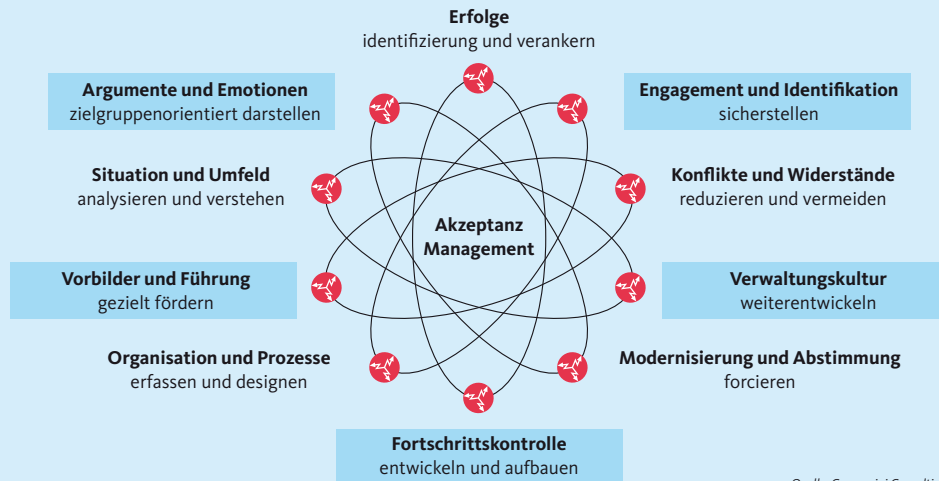 Erfolge
identifizierung und verankern
Argumente und Emotionen
zielgruppenorientiert darstellen
Engagement und Identifikation
sicherstellen
Situation und Umfeld
analysieren und verstehen
Konflikte und Widerstände
reduzieren und vermeiden
Akzeptanz
Management
Vorbilder und Führung
gezielt fördern
Verwaltungskultur
weiterentwickeln
Organisation und Prozesse
erfassen und designen
Modernisierung und Abstimmung
forcieren
Fortschrittskontrolle
entwickeln und aufbauen